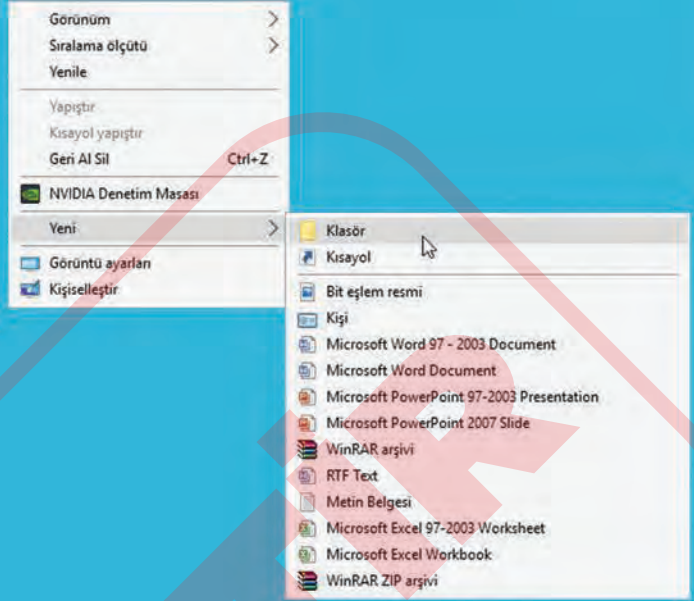 Görünüm
Sıralama ölçütü
Yenile
Yapıştır
Kısayol yapıştır
Geri Al Sil Ctrl+Z
NVIDIA Denetim Masası
Yeni
Görüntü ayarları
Kişiselleştir
Klasör
Kısayol
Bit eşlem resmi
Kişi
Microsoft Word 97 - 2003 Document
Microsoft Word Document
Microsoft PowerPoint 97-2003 Presentation
Microsoft PowerPoint 2007 Slide
WinRAR arşivi
RTF Text
Metin Belgesi
Microsoft Excel 97-2003 Worksheet
Microsoft Excel Workbook
WinRAR ZIP arşivi